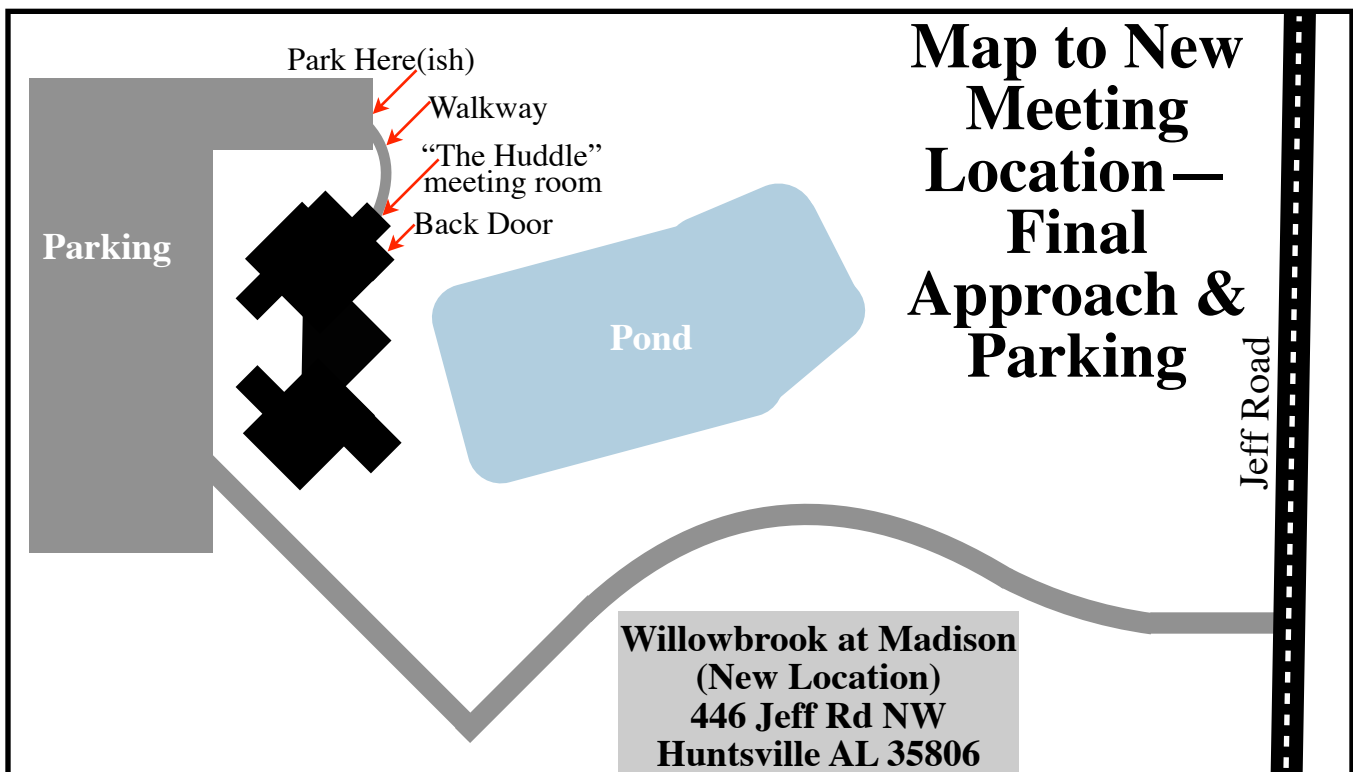 Map to New
Meeting
Location—
Final
Approach &
Parking
Park Here(ish)
Walkway
“The Huddle”
meeting room
Back Door
Parking
Pond
Jeff Road
Willowbrook at Madison
(New Location)
446 Jeff Rd NW
Huntsville AL 35806